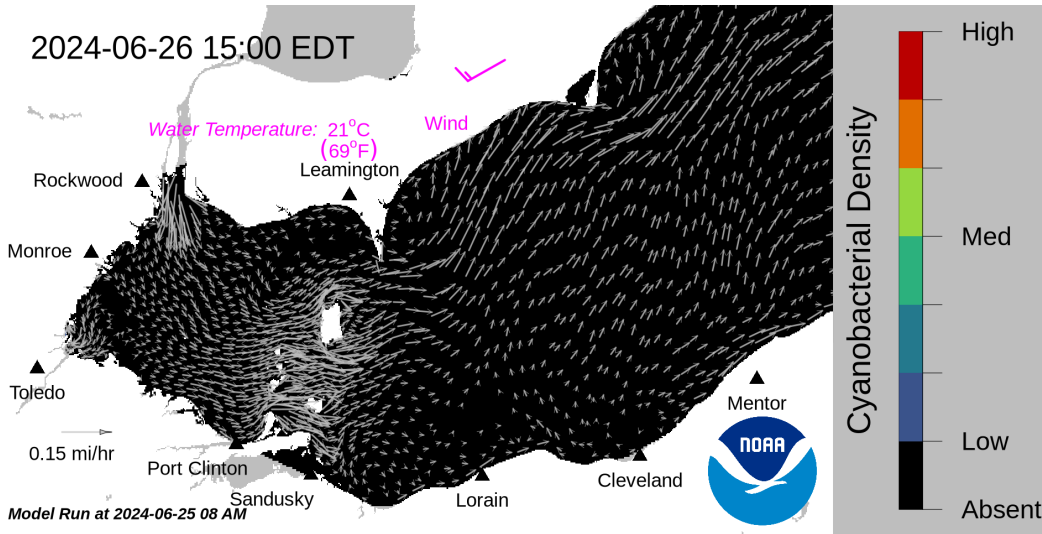 2024-06-26 15:00 EDT
Water Temperature: 21°C
(69°F)
Wind
Leamington
Rockwood
Monroe
Toledo
0.15 mi/hr
Port Clinton
Sandusky
Lorain
Cleveland
Mentor
NOAA
Model Run at 2024-06-25 08 AM
Cyanobacterial Density
High
Med
Low
Absent